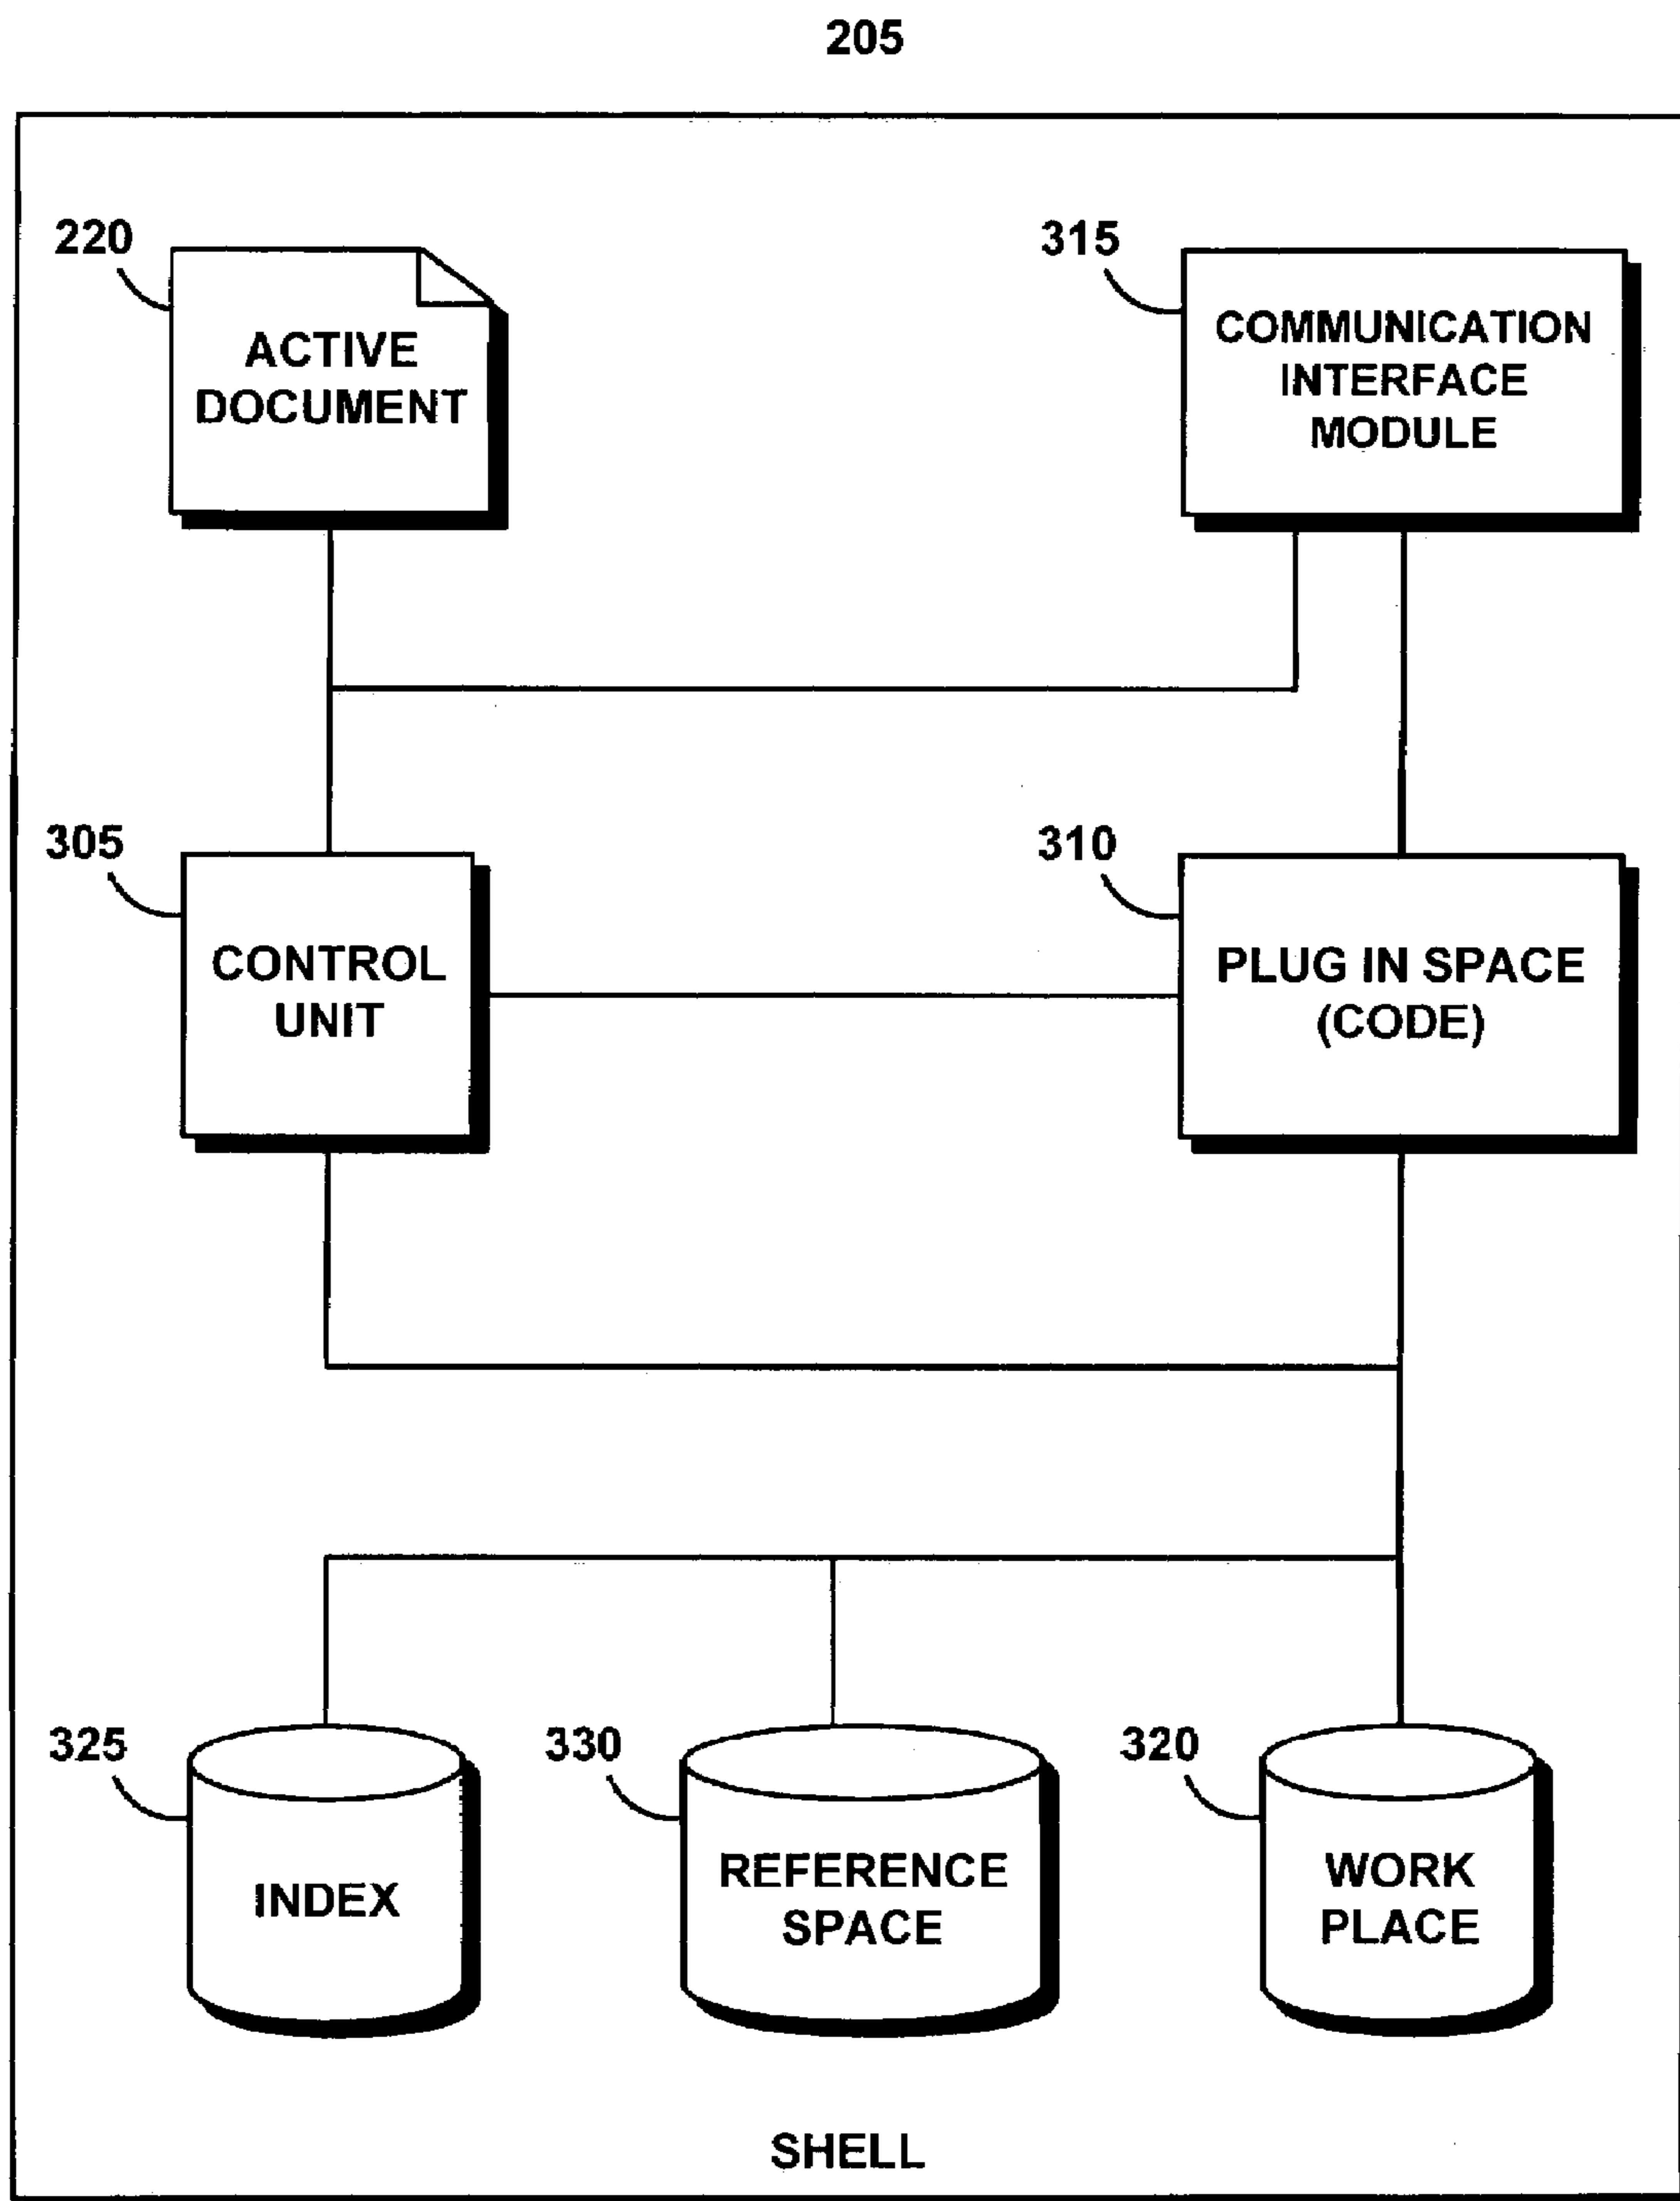 205
220
ACTIVE
DOCUMENT
315
COMMUNICATION
INTERFACE
MODULE
305
CONTROL
UNIT
310
PLUG IN SPACE
(CODE)
325
INDEX
330
REFERENCE
SPACE
320
WORK
PLACE
SHELL